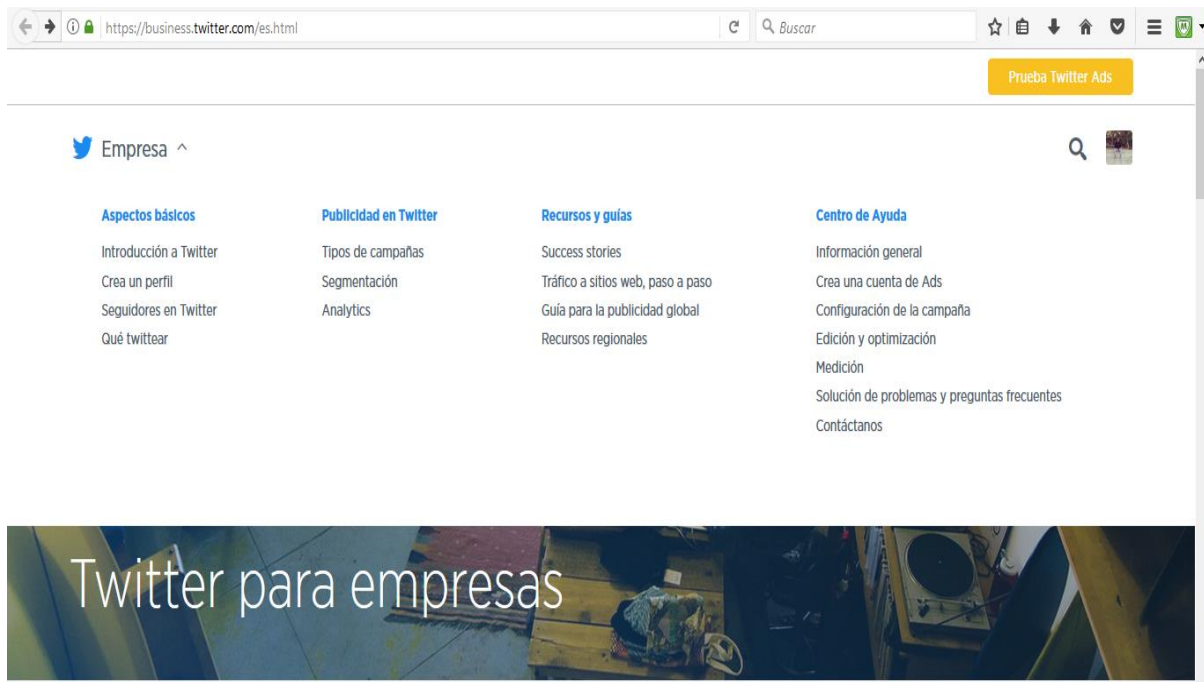 https://business.twitter.com/es.html
Buscar
Prueba Twitter Ads
Empresa
Aspectos básicos
Introducción a Twitter
Crea un perfil
Seguidores en Twitter
Qué twittear
Publicidad en Twitter
Tipos de campañas
Segmentación
Analytics
Recursos y guías
Success stories
Tráfico a sitios web, paso a paso
Guía para la publicidad global
Recursos regionales
Centro de Ayuda
Información general
Crea una cuenta de Ads
Configuración de la campaña
Edición y optimización
Medición
Solución de problemas y preguntas frecuentes
Contáctanos
Twitter para empresas